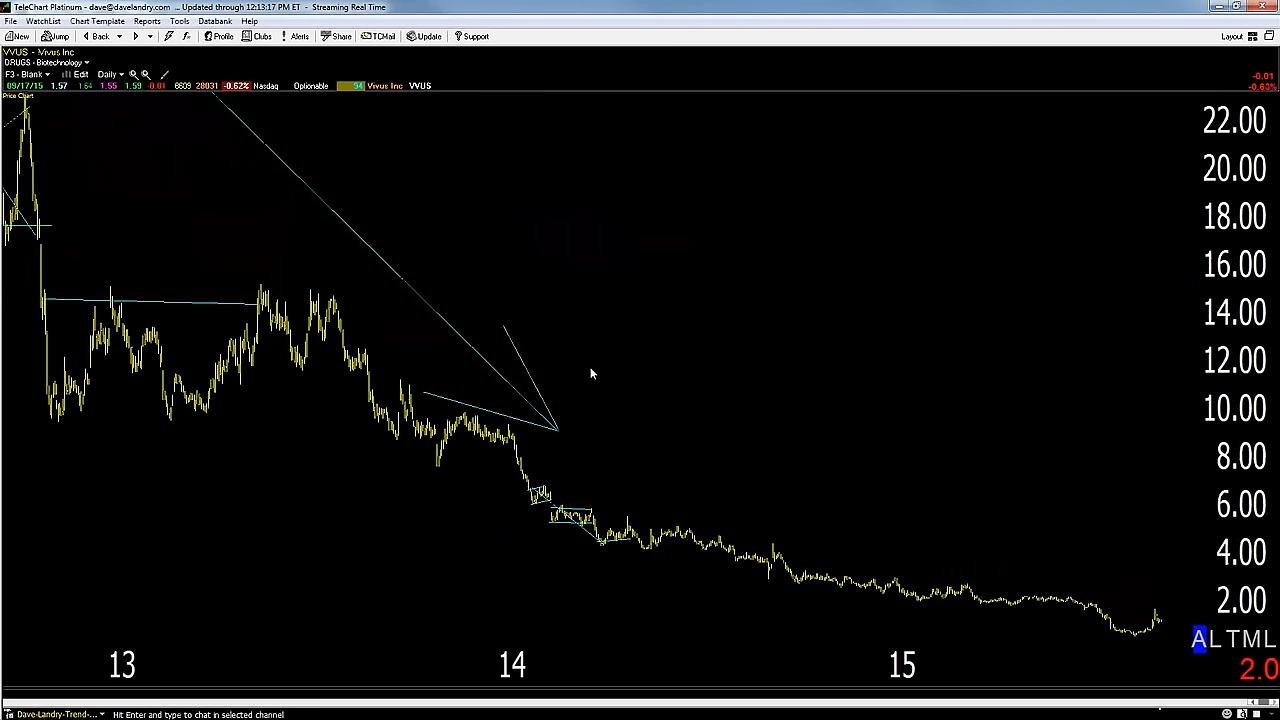 TeleChart Platinum - dave@davelandry.com ... Updated through 12:13:17 PM ET - Streaming Real Time
File WatchList Chart Template Reports Tools Databank Help
New Jump Back Profile Clubs Alerts Share TCMail Update Support Layout
VVUS - Vivus Inc
DRUGS - Biotechnology
F3 - Blank Edit Daily
09/17/15 1.57 1.64 1.55 1.59 -0.01 6609 28031 -0.62% Nasdaq Optionable 94 Vivus Inc VVUS
-0.01
-0.63%
Price Chart
22.00
20.00
18.00
16.00
14.00
12.00
10.00
8.00
6.00
4.00
2.00
ALTML
13 14 15
2.0
Dave-Landry-Trend-... Hit Enter and type to chat in selected channel